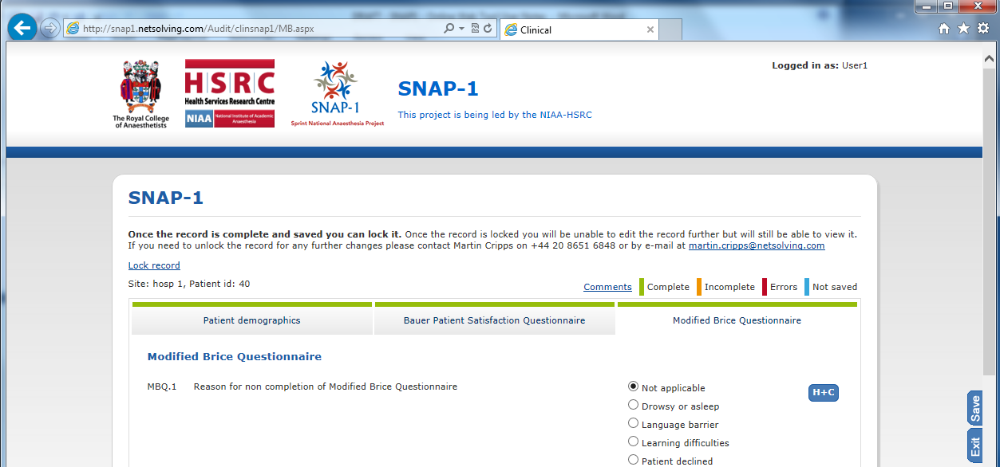 http://snap1.netsolving.com/Audit/clinsnap1/MB.aspx
Clinical
Logged in as: User1
The Royal College
of Anaesthetists
HSRC
Health Services Research Centre
NIAA
National Institute of Academic
Anaesthesia
SNAP-1
Sprint National Anaesthesia Project
SNAP-1
This project is being led by the NIAA-HSRC
SNAP-1
Once the record is complete and saved you can lock it. Once the record is locked you will be unable to edit the record further but will still be able to view it.
If you need to unlock the record for any further changes please contact Martin Cripps on +44 20 8651 6848 or by e-mail at martin.cripps@netsolving.com
Lock record
Site: hosp 1, Patient id: 40
Comments Complete Incomplete Errors Not saved
Patient demographics
Bauer Patient Satisfaction Questionnaire
Modified Brice Questionnaire
Modified Brice Questionnaire
MBQ.1 Reason for non completion of Modified Brice Questionnaire
Not applicable
H+C
Drowsy or asleep
Language barrier
Learning difficulties
Patient declined
Save
Exit